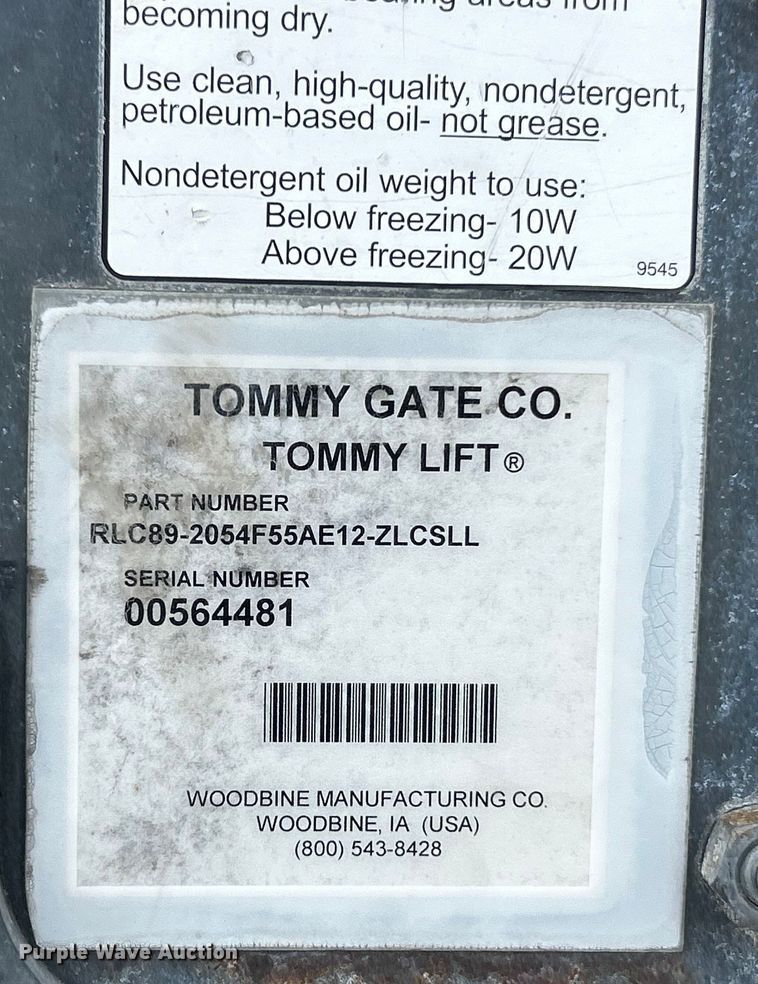 areas from
becoming dry.
Use clean, high-quality, nondetergent,
petroleum-based oil- not grease.
Nondetergent oil weight to use:
Below freezing- 10W
Above freezing- 20W
9545
TOMMY GATE CO.
TOMMY LIFT®
PART NUMBER
RLC89-2054F55AE12-ZLCSLL
SERIAL NUMBER
00564481
WOODBINE MANUFACTURING CO.
WOODBINE, IA (USA)
(800) 543-8428
Purple Wave Auction